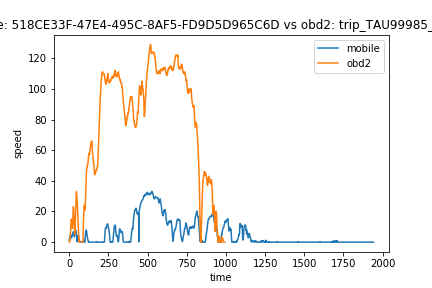 e: 518CE33F-47E4-495C-8AF5-FD9D5D965C6D vs obd2: trip_TAU99985_
mobile
obd2
speed
120
100
80
60
40
20
0
0 250 500 750 1000 1250 1500 1750 2000
time